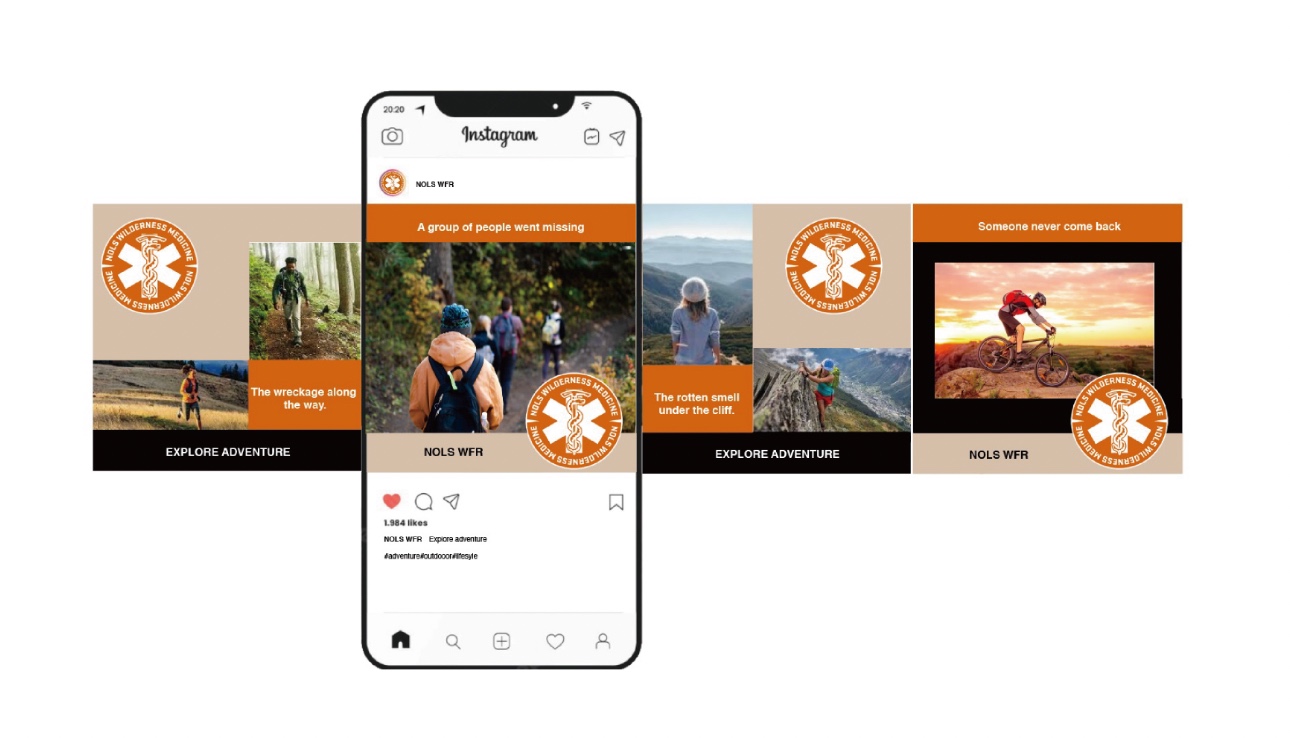 20:20
Instagram
NOLS WFR
NOLS WILDERNESS MEDICINE
NOLS WILDERNESS MEDICINE
The wreckage along
the way.
EXPLORE ADVENTURE
A group of people went missing
NOLS WILDERNESS MEDICINE
NOLS WILDERNESS MEDICINE
NOLS WFR
1.984 likes
NOLS WFR Explore adventure
#adventure#outdooor#lifesyle
NOLS WILDERNESS MEDICINE
NOLS WILDERNESS MEDICINE
The rotten smell
under the cliff.
EXPLORE ADVENTURE
Someone never come back
NOLS WILDERNESS MEDICINE
NOLS WILDERNESS MEDICINE
NOLS WFR